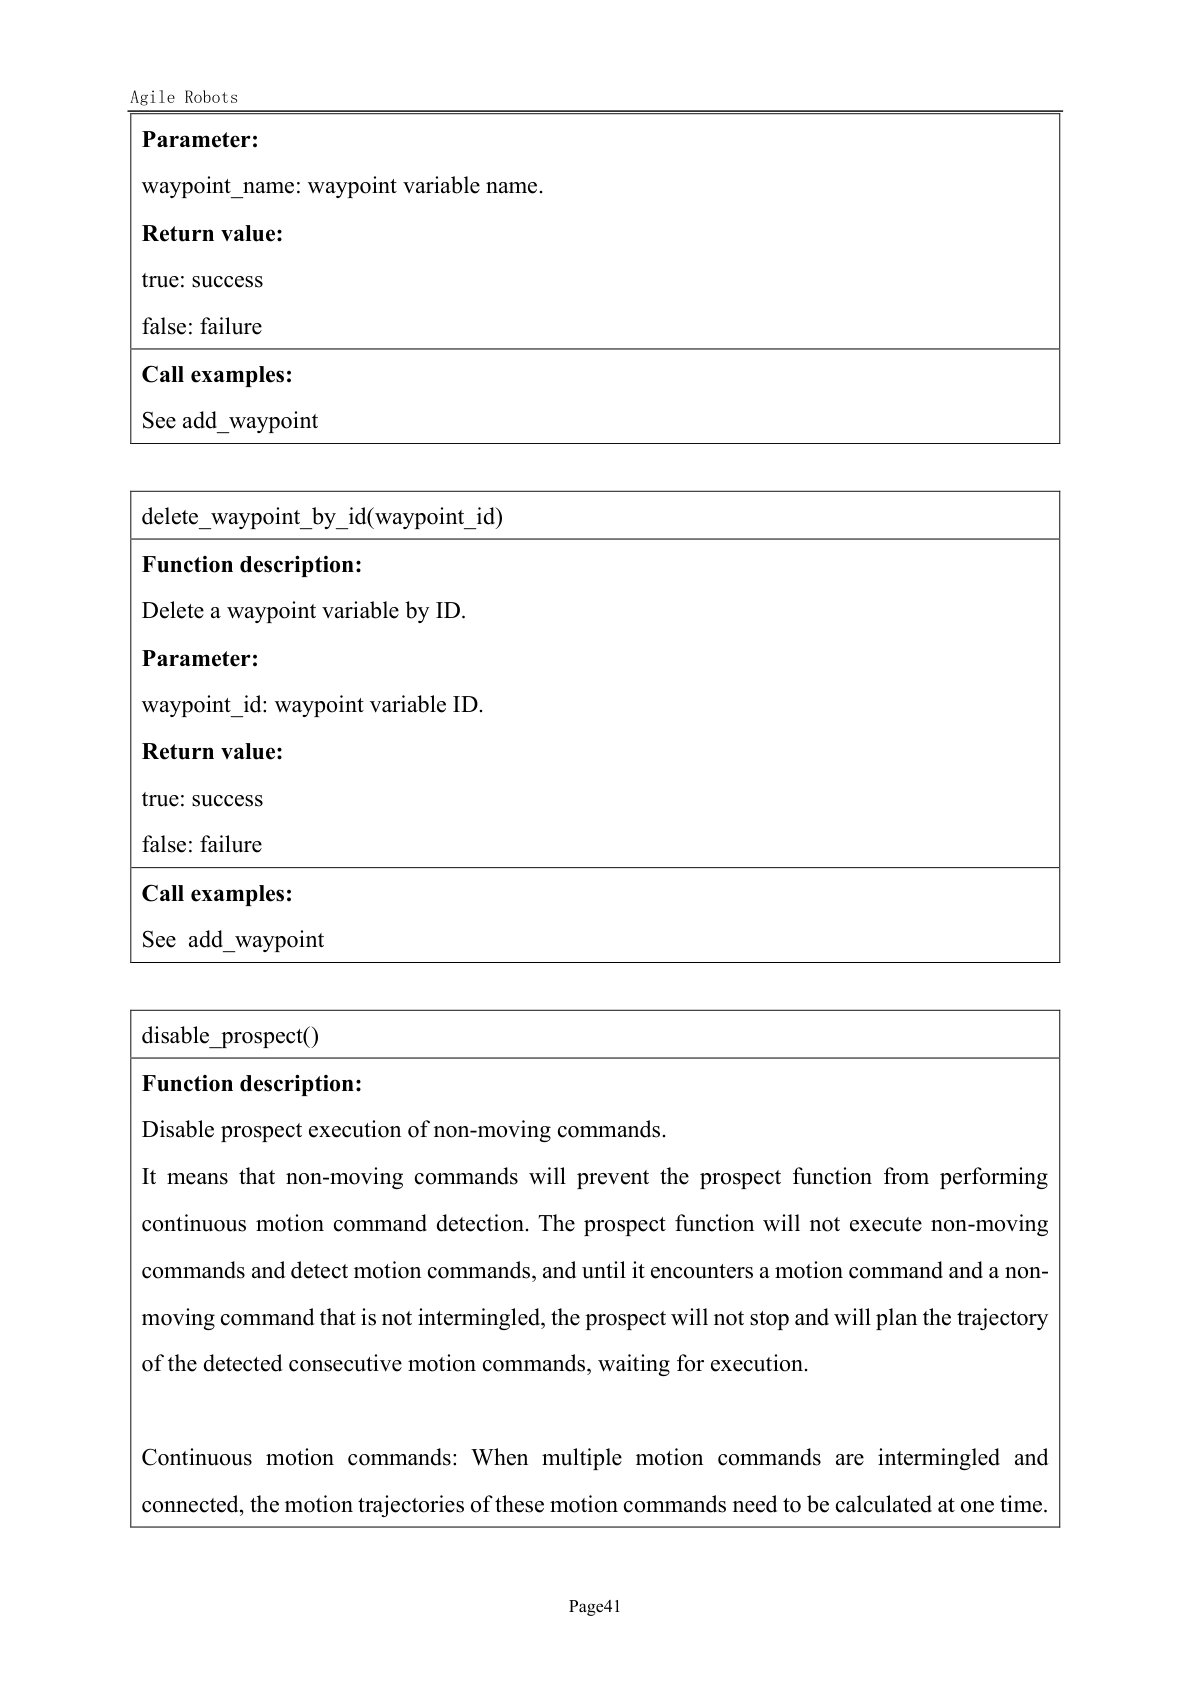 Agile Robots
Parameter:
waypoint_name: waypoint variable name.
Return value:
true: success
false: failure
Call examples:
See add_waypoint
delete_waypoint_by_id(waypoint_id)
Function description:
Delete a waypoint variable by ID.
Parameter:
waypoint_id: waypoint variable ID.
Return value:
true: success
false: failure
Call examples:
See  add_waypoint
disable_prospect()
Function description:
Disable prospect execution of non-moving commands.
It means that non-moving commands will prevent the prospect function from performing
continuous motion command detection. The prospect function will not execute non-moving
commands and detect motion commands, and until it encounters a motion command and a non-
moving command that is not intermingled, the prospect will not stop and will plan the trajectory
of the detected consecutive motion commands, waiting for execution.
Continuous motion commands: When multiple motion commands are intermingled and
connected, the motion trajectories of these motion commands need to be calculated at one time.
Page41